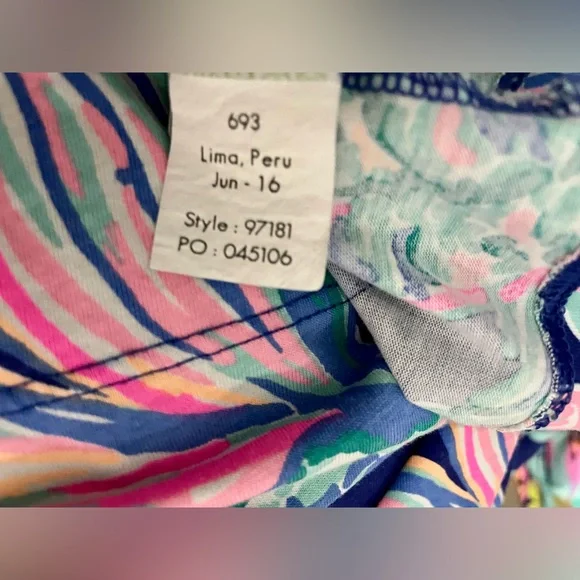 693
Lima, Peru
Jun - 16
Style : 97181
PO : 045106